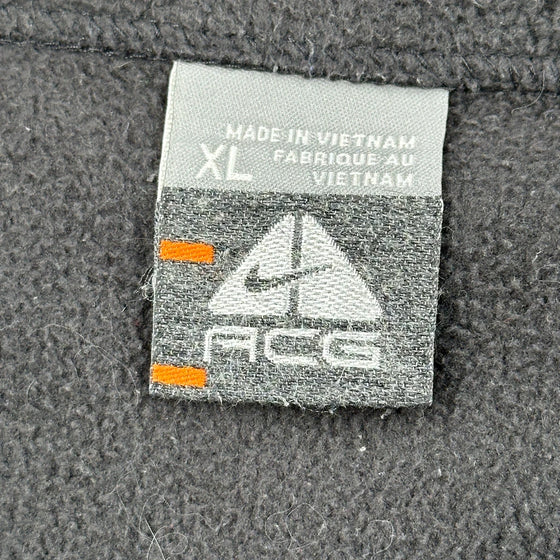 MADE IN VIETNAM
XL FABRIQUE AU
VIETNAM
ACG